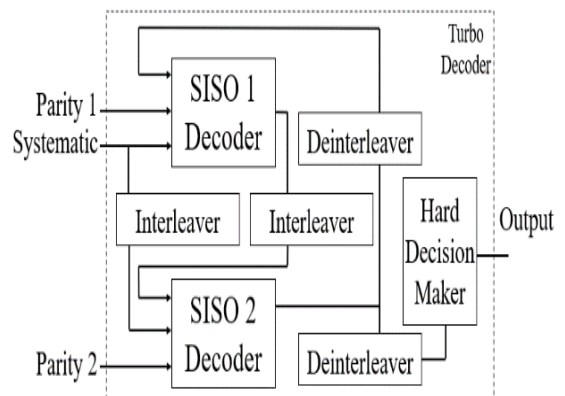 Turbo
Decoder
SISO 1
Decoder
Parity 1
Systematic
Deinterleaver
Interleaver
Interleaver
Hard
Decision
Maker
Output
SISO 2
Decoder
Parity 2
Deinterleaver